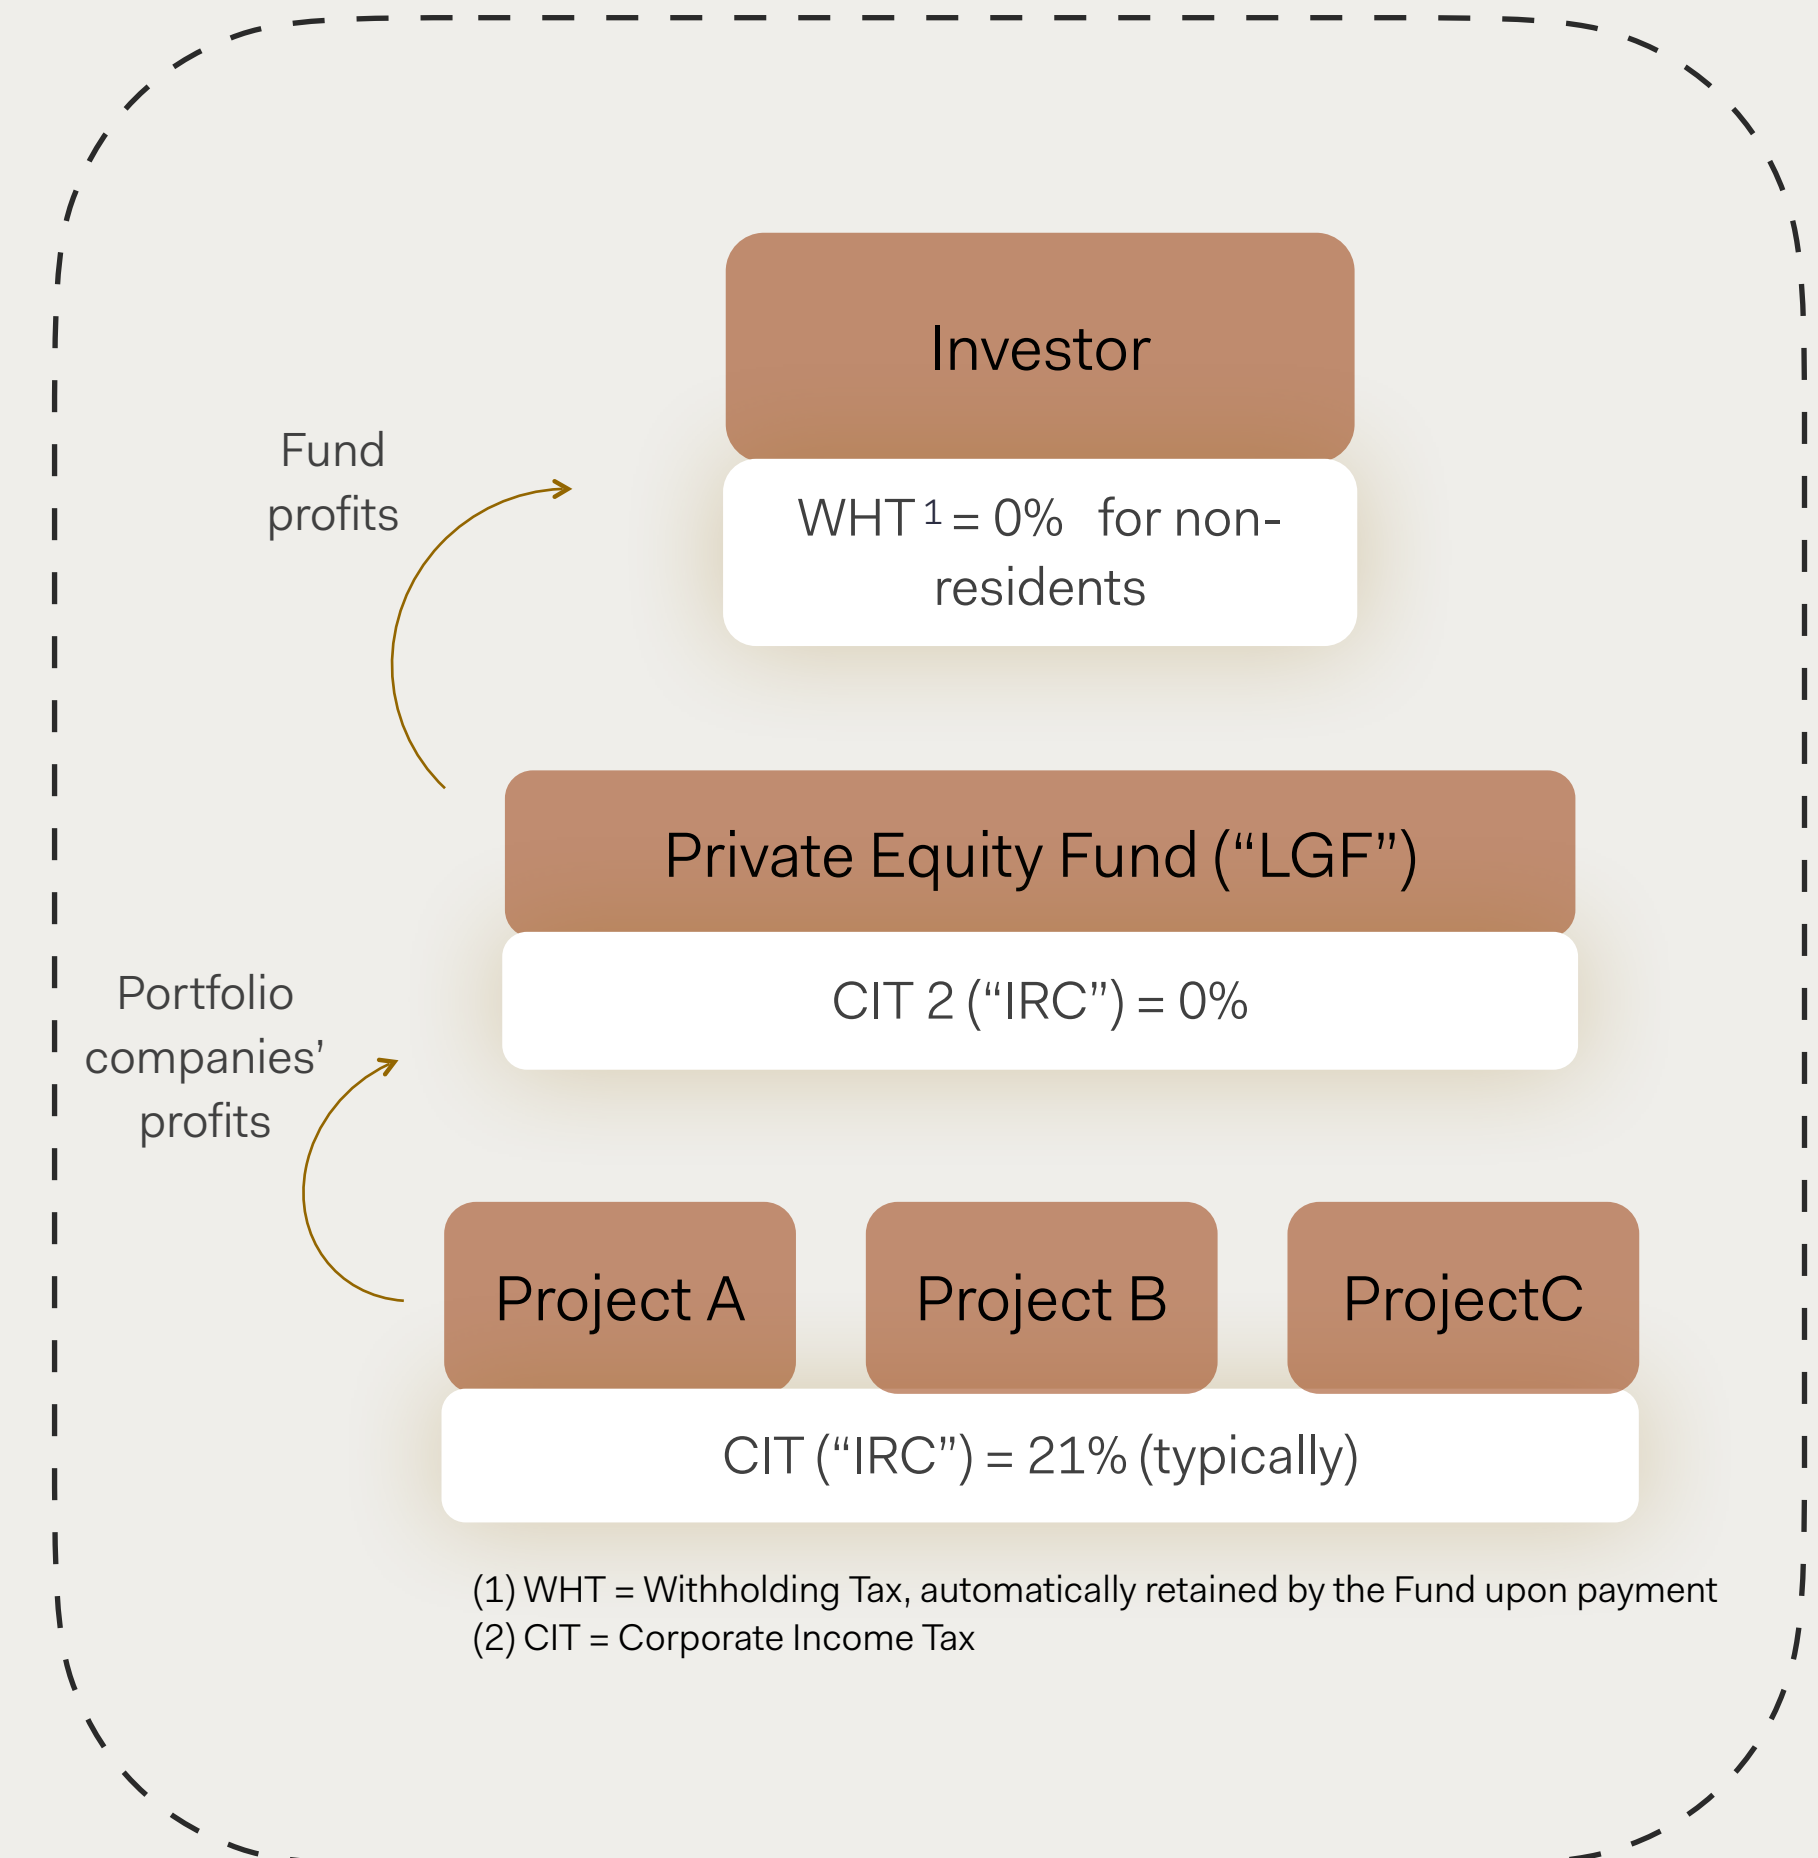 Investor
Fund
profits
WHT 1 = 0% for non-
residents
Private Equity Fund (“LGF”)
CIT 2 (“IRC”) = 0%
Portfolio
companies’
profits
Project A
Project B
ProjectC
CIT (“IRC”) = 21% (typically)
(1) WHT = Withholding Tax, automatically retained by the Fund upon payment
(2) CIT = Corporate Income Tax